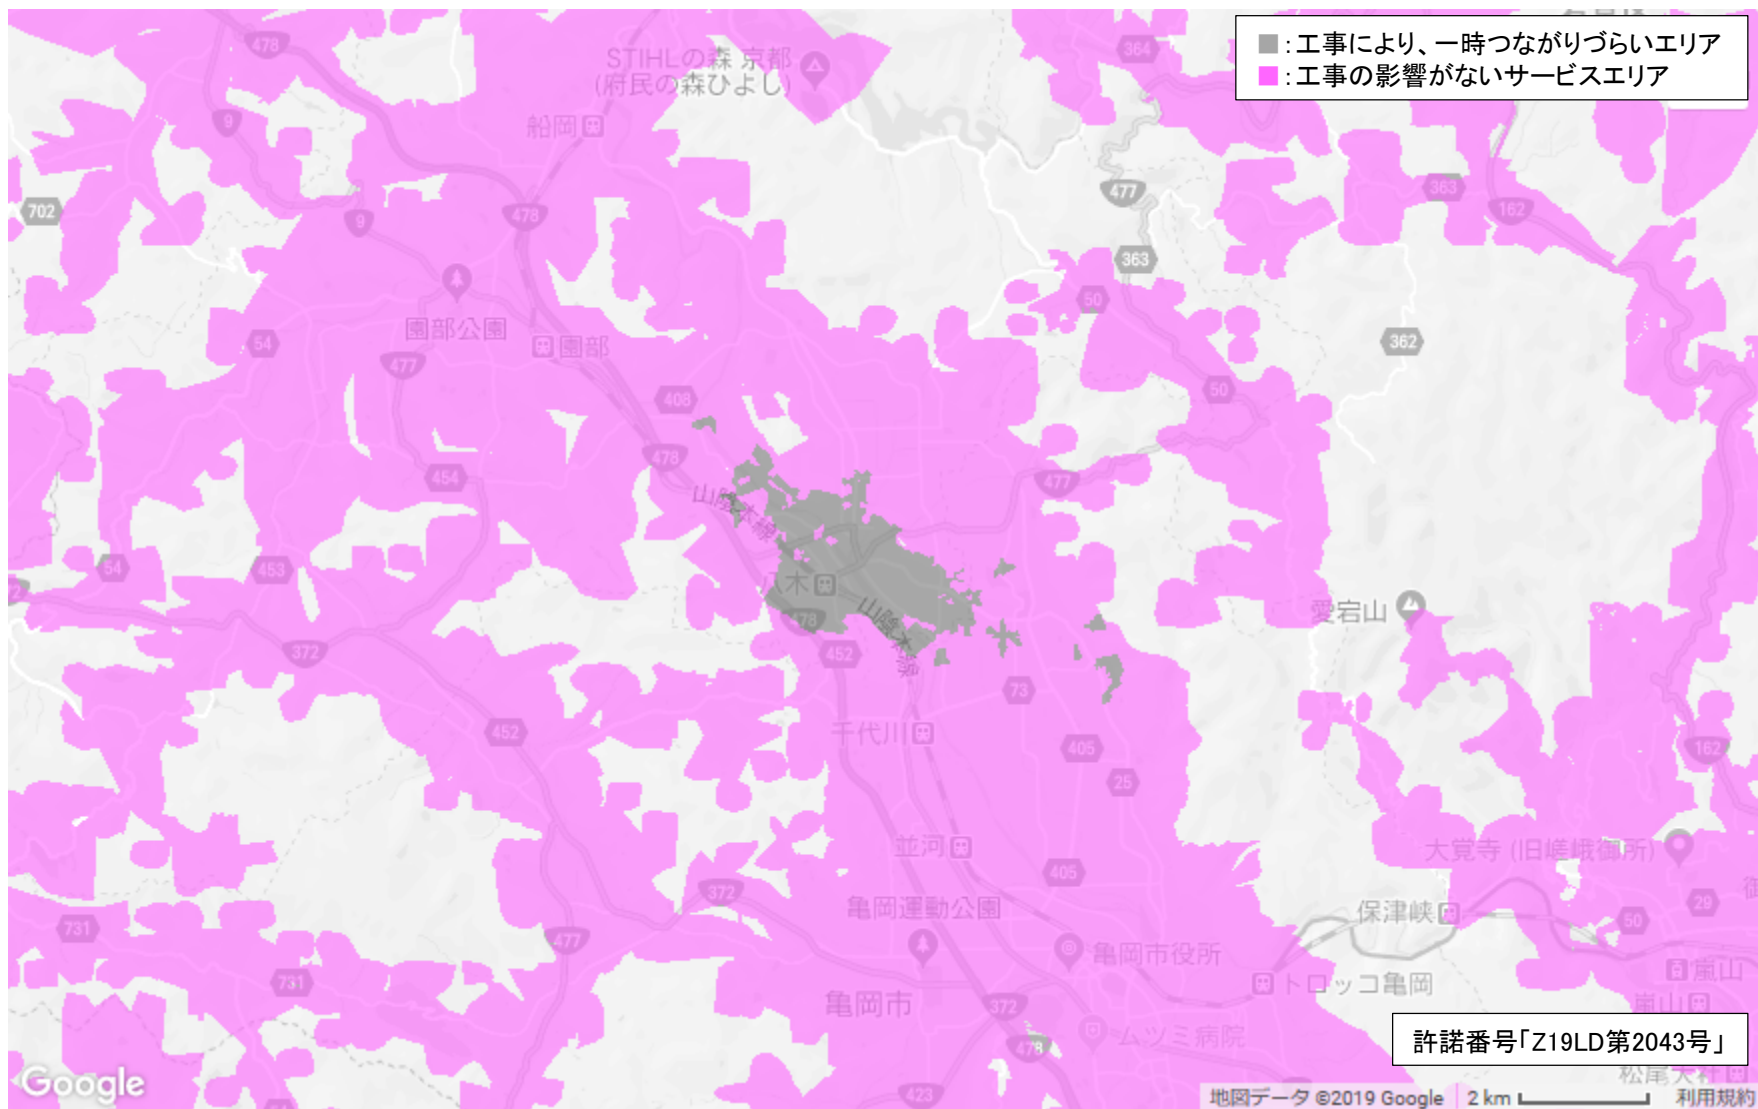 ■:工事により、一時つながりづらいエリア
■:工事の影響がないサービスエリア
478
STIHLの森 京都
(府民の森ひよし)
364
9
船岡
702
9
478
477
363
162
363
50
園部公園
園部
54
477
362
50
408
478
454
山陰本線
477
54
453
八木
478
山陰本線
愛宕山
372
452
73
452
千代川
405
162
25
並河
大覚寺 (旧嵯峨御所)
405
372
亀岡運動公園
保津峡
29
50
731
477
亀岡市役所
嵐山
731
トロッコ亀岡
亀岡市
372
嵐山
478
ムツミ病院
許諾番号「Z19LD第2043号」
松尾大社
Google
423
地図データ ©2019 Google
2 km
利用規約